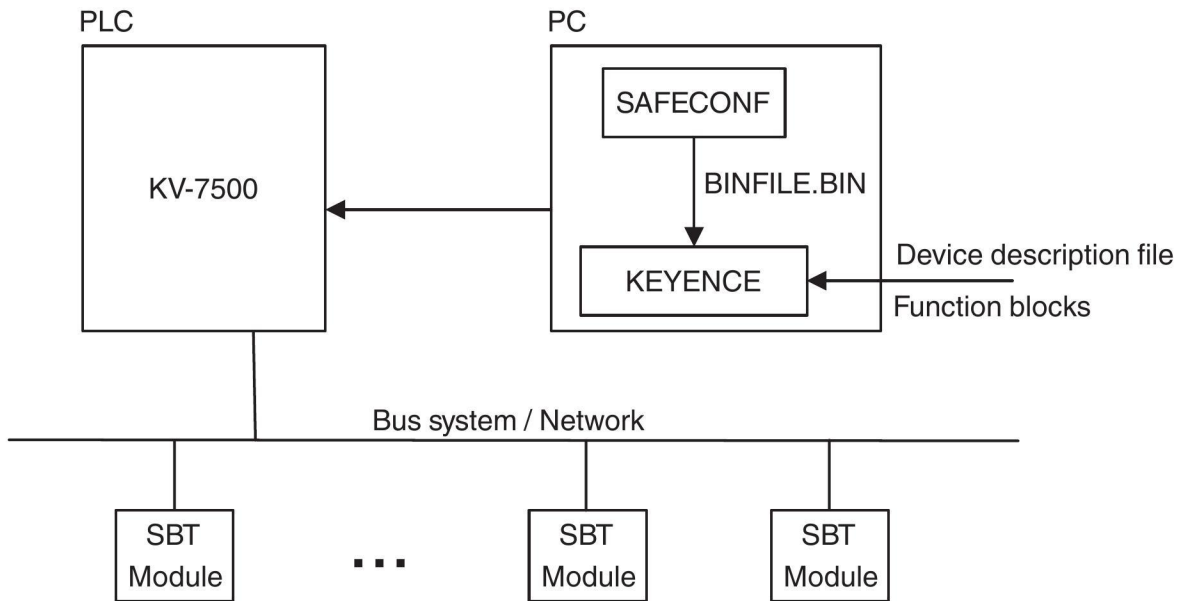 PLC
PC
SAFECONF
KV-7500
BINFILE.BIN
Device description file
KEYENCE
Function blocks
Bus system / Network
SBT
Module
...
SBT
Module
SBT
Module